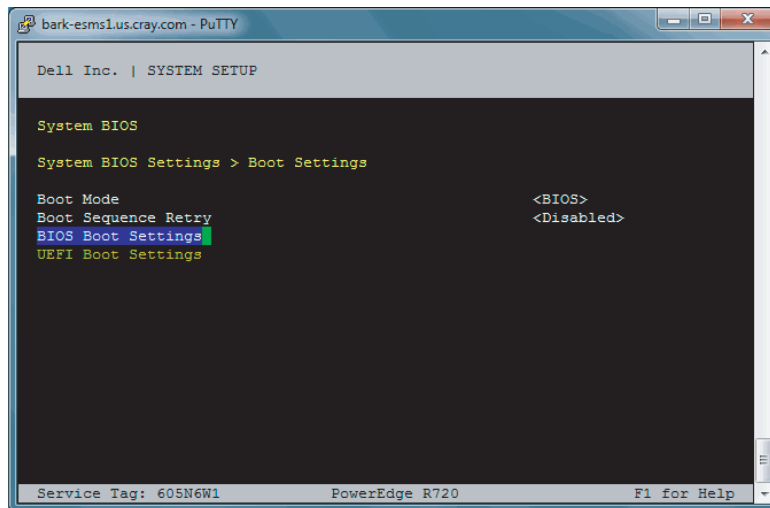 bark-esms1.us.cray.com - PuTTY
Dell Inc. | SYSTEM SETUP
System BIOS
System BIOS Settings > Boot Settings
Boot Mode <BIOS>
Boot Sequence Retry <Disabled>
BIOS Boot Settings
UEFI Boot Settings
Service Tag: 605N6W1 PowerEdge R720 F1 for Help